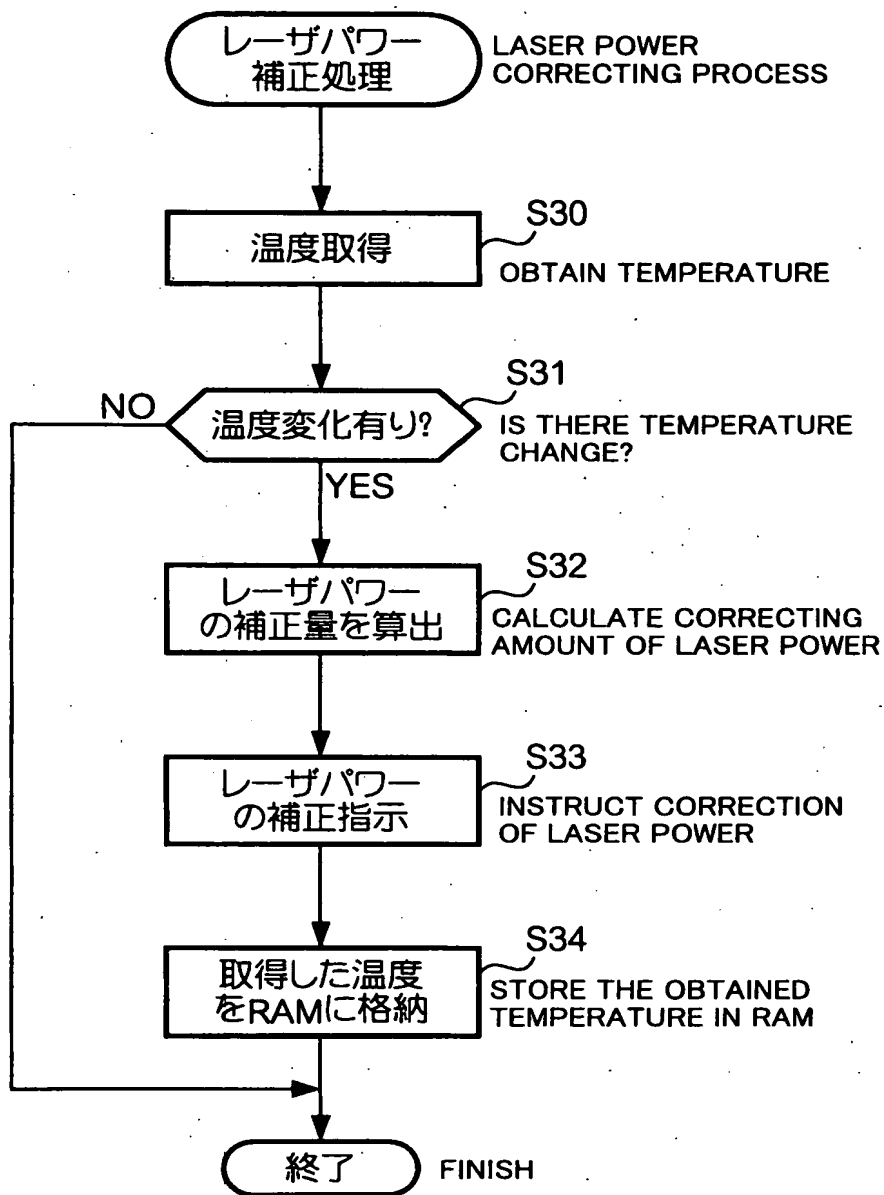 レーザパワー
補正処理
LASER POWER
CORRECTING PROCESS
S30
温度取得
OBTAIN TEMPERATURE
S31
NO
温度変化有り?
IS THERE TEMPERATURE
CHANGE?
YES
S32
レーザパワー
の補正量を算出
CALCULATE CORRECTING
AMOUNT OF LASER POWER
S33
レーザパワー
の補正指示
INSTRUCT CORRECTION
OF LASER POWER
S34
取得した温度
をRAMに格納
STORE THE OBTAINED
TEMPERATURE IN RAM
終了
FINISH